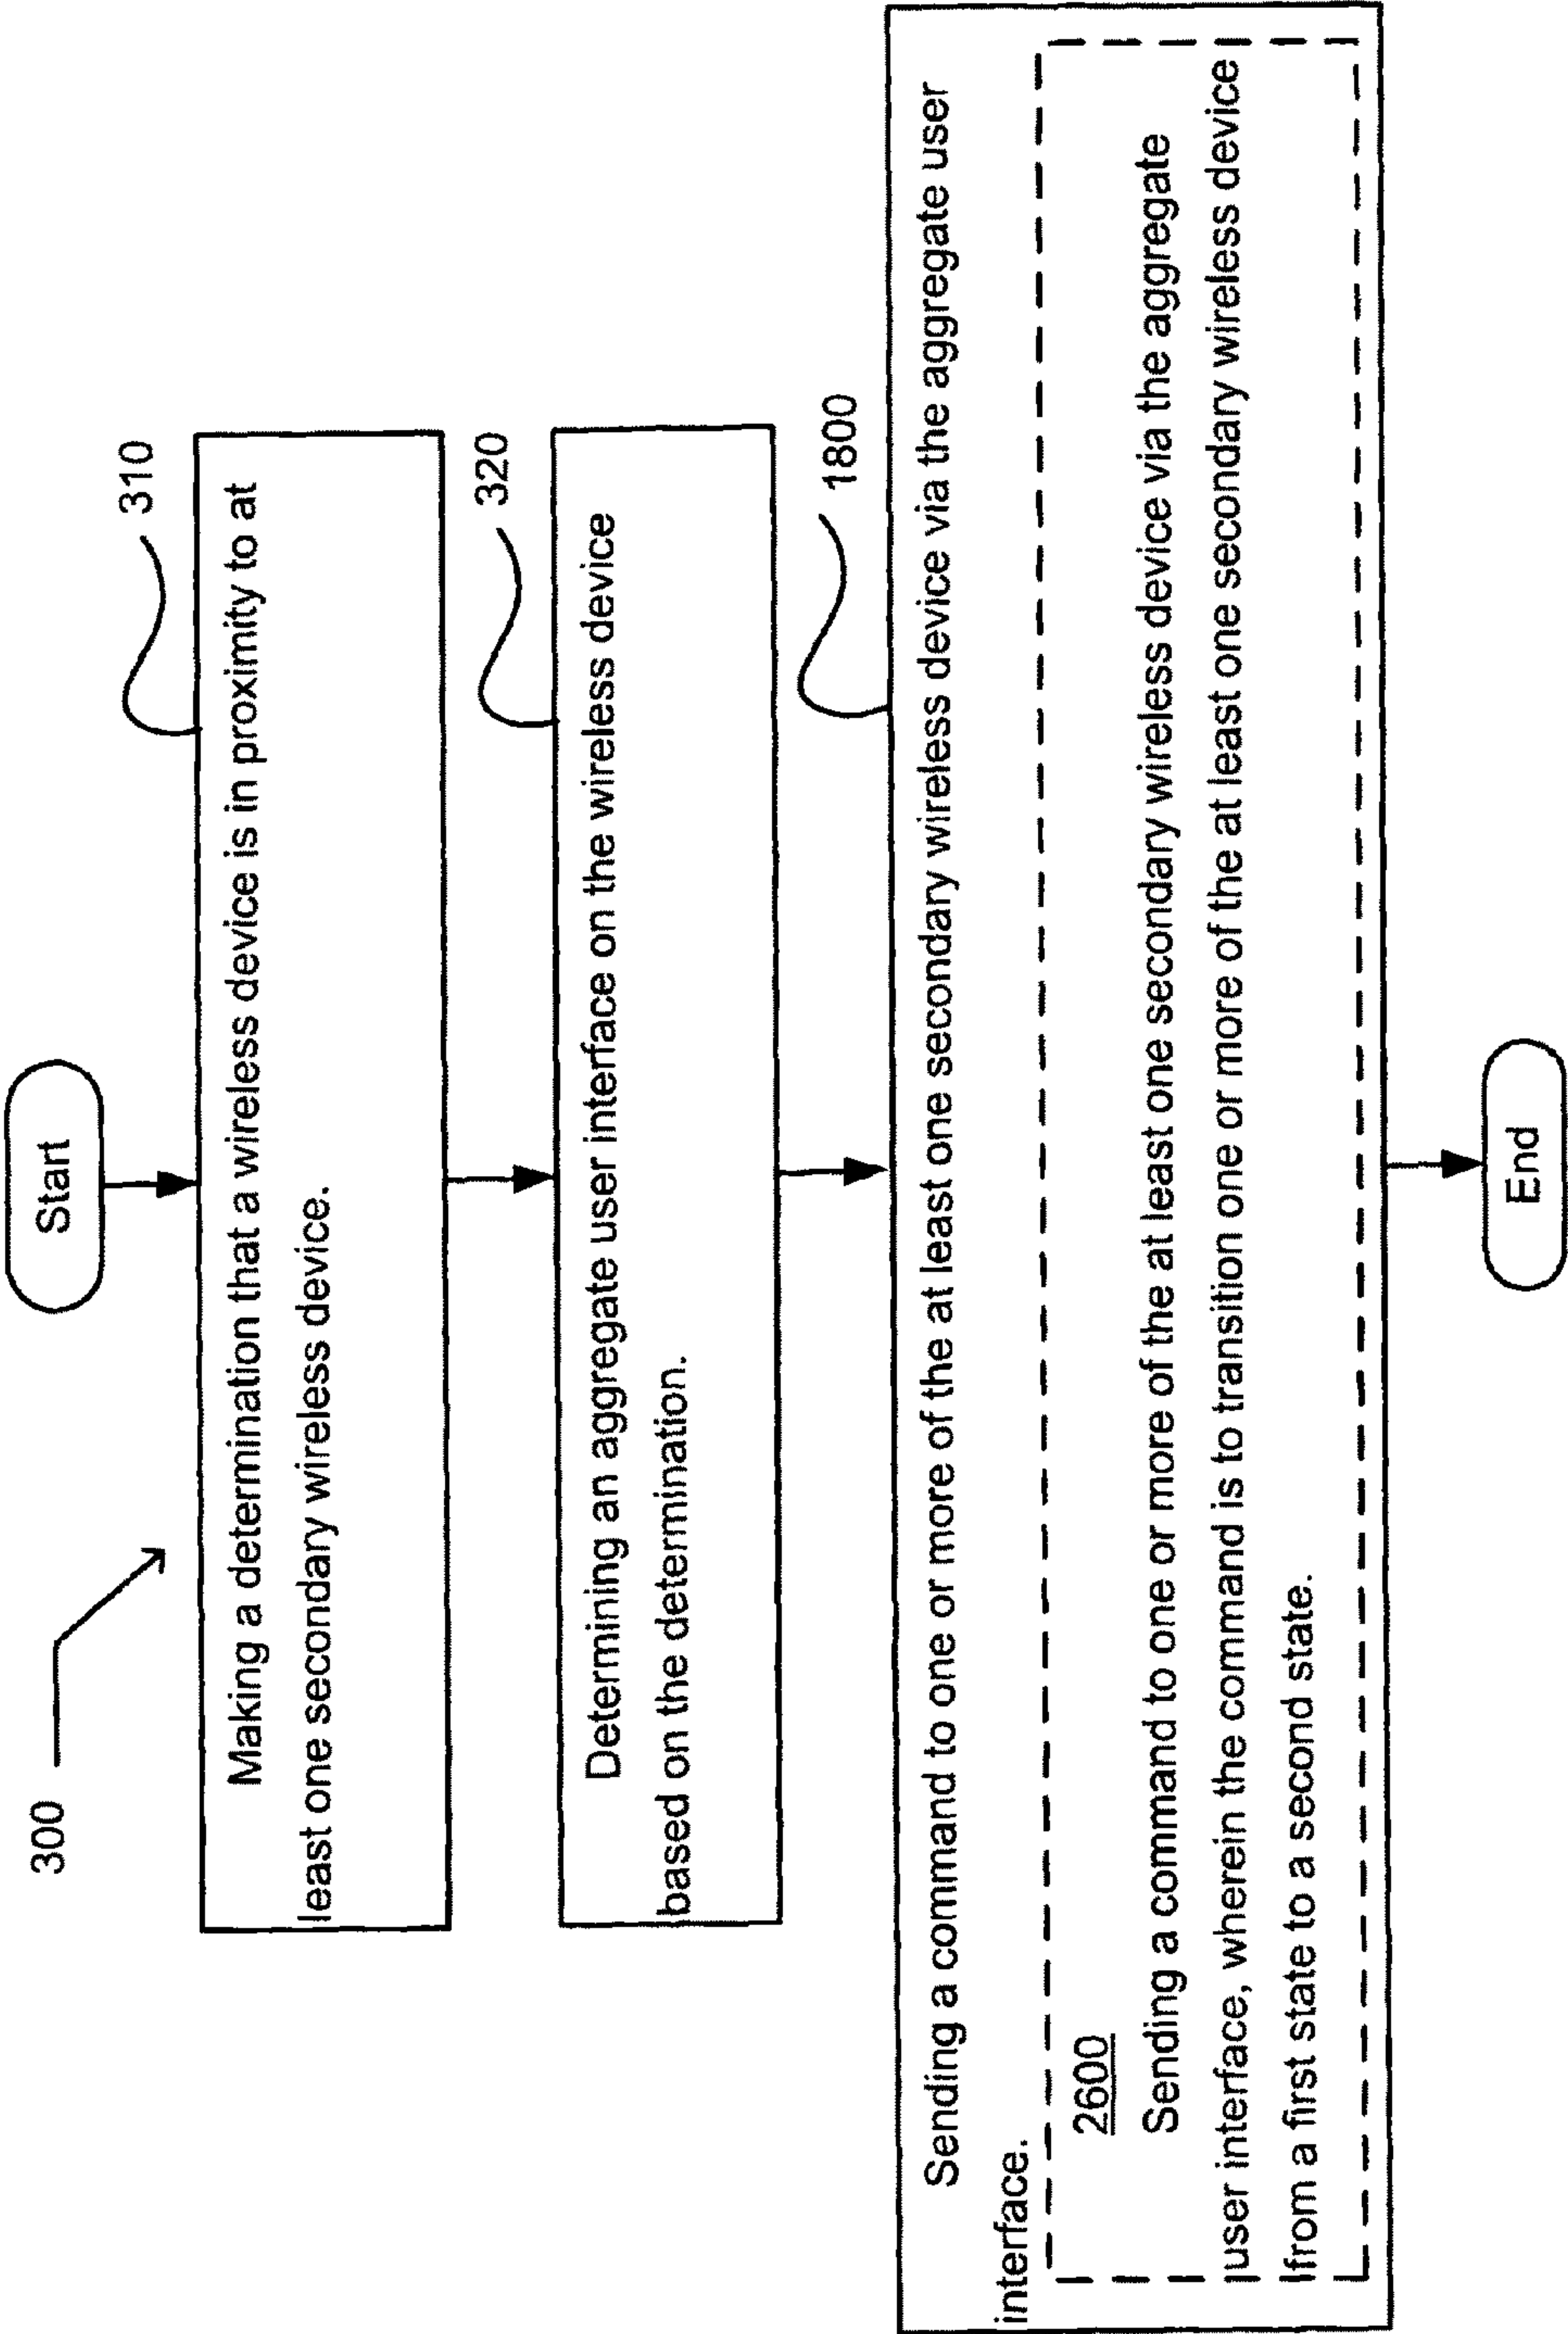 Start
300
310
Making a determination that a wireless device is in proximity to at
least one secondary wireless device.
320
Determining an aggregate user interface on the wireless device
based on the determination.
1800
Sending a command to one or more of the at least one secondary wireless device via the aggregate user
interface.
2600
Sending a command to one or more of the at least one secondary wireless device via the aggregate
user interface, wherein the command is to transition one or more of the at least one secondary wireless device
from a first state to a second state.
End